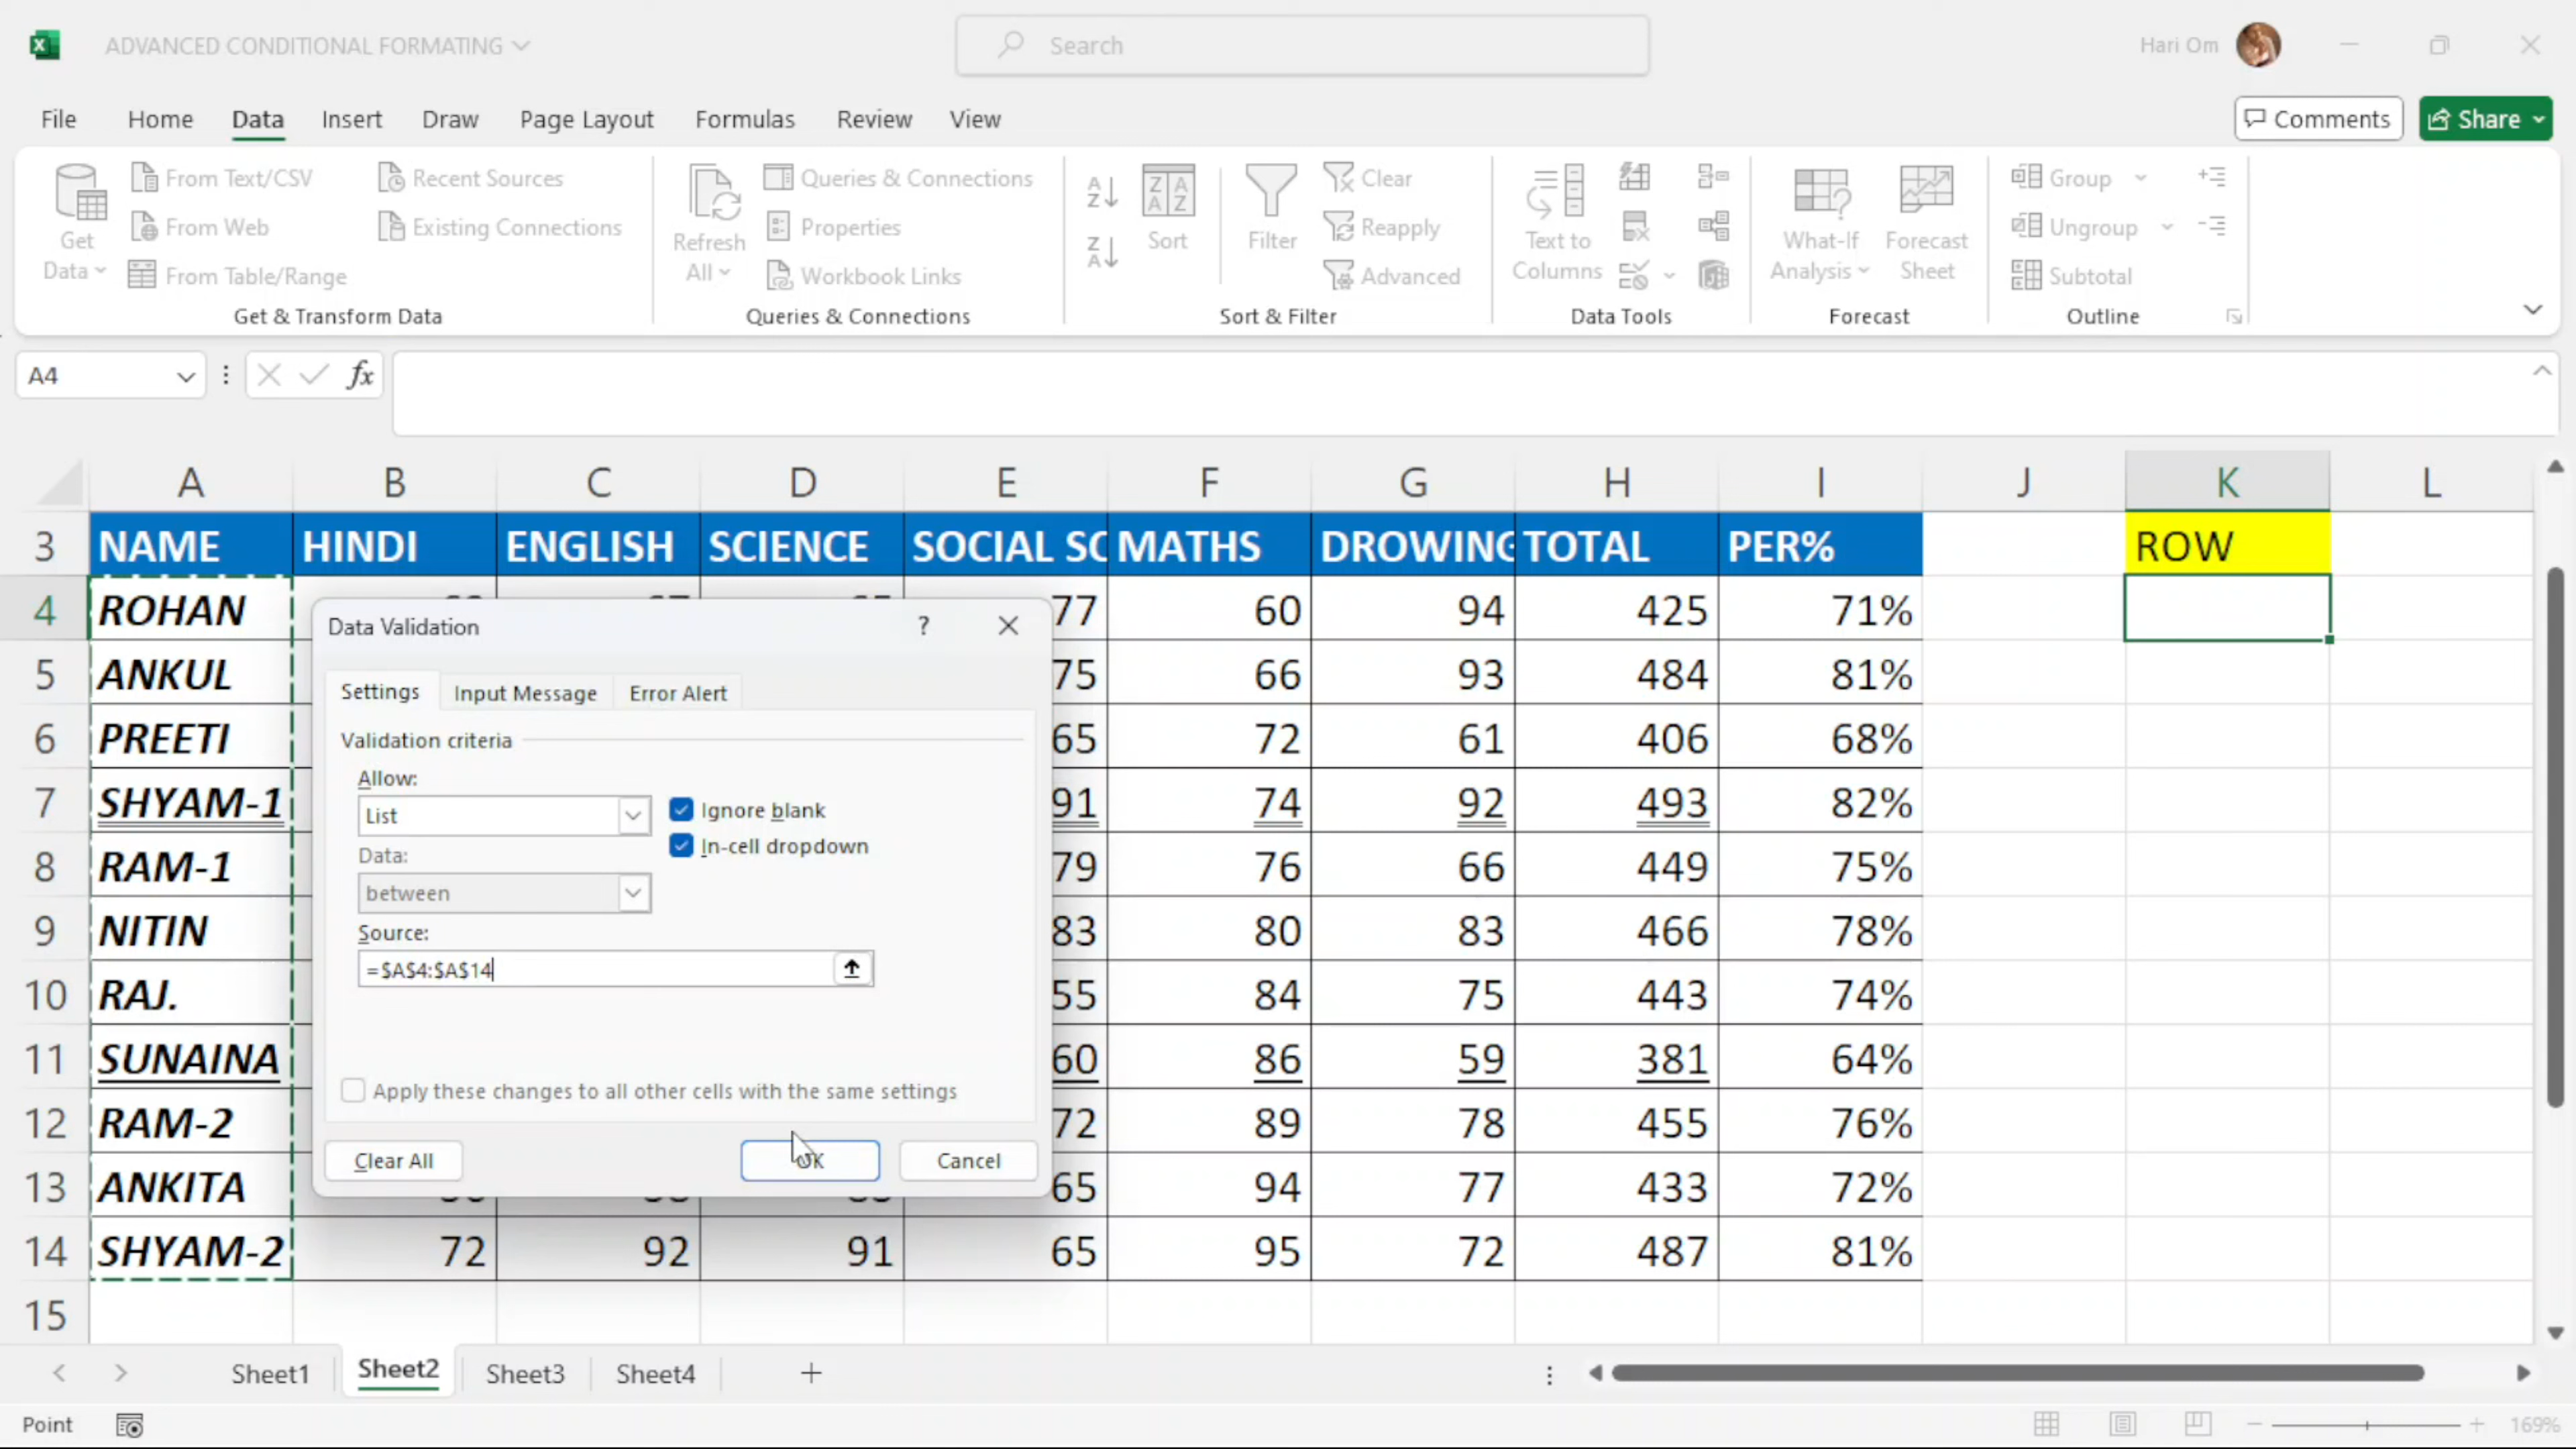 ADVANCED CONDITIONAL FORMATING
Search
Hari Om
File Home Data Insert Draw Page Layout Formulas Review View
Comments Share
Get Data
From Text/CSV
From Web
From Table/Range
Recent Sources
Existing Connections
Get & Transform Data
Refresh All
Queries & Connections
Properties
Workbook Links
Queries & Connections
Sort
Filter
Clear
Reapply
Advanced
Sort & Filter
Text to Columns
Data Tools
What-If Analysis
Forecast Sheet
Forecast
Group
Ungroup
Subtotal
Outline
A4 fx
A B C D E F G H I J K L
3 NAME HINDI ENGLISH SCIENCE SOCIAL SC MATHS DROWING TOTAL PER% ROW
4 ROHAN 77 60 94 425 71%
5 ANKUL 75 66 93 484 81%
6 PREETI 65 72 61 406 68%
7 SHYAM-1 91 74 92 493 82%
8 RAM-1 79 76 66 449 75%
9 NITIN 83 80 83 466 78%
10 RAJ. 55 84 75 443 74%
11 SUNAINA 60 86 59 381 64%
12 RAM-2 72 89 78 455 76%
13 ANKITA 65 94 77 433 72%
14 SHYAM-2 72 92 91 65 95 72 487 81%
15
Data Validation ?
Settings Input Message Error Alert
Validation criteria
Allow:
List
Ignore blank
In-cell dropdown
Data:
between
Source:
=$A$4:$A$14
Apply these changes to all other cells with the same settings
Clear All OK Cancel
Sheet1 Sheet2 Sheet3 Sheet4
Point 169%